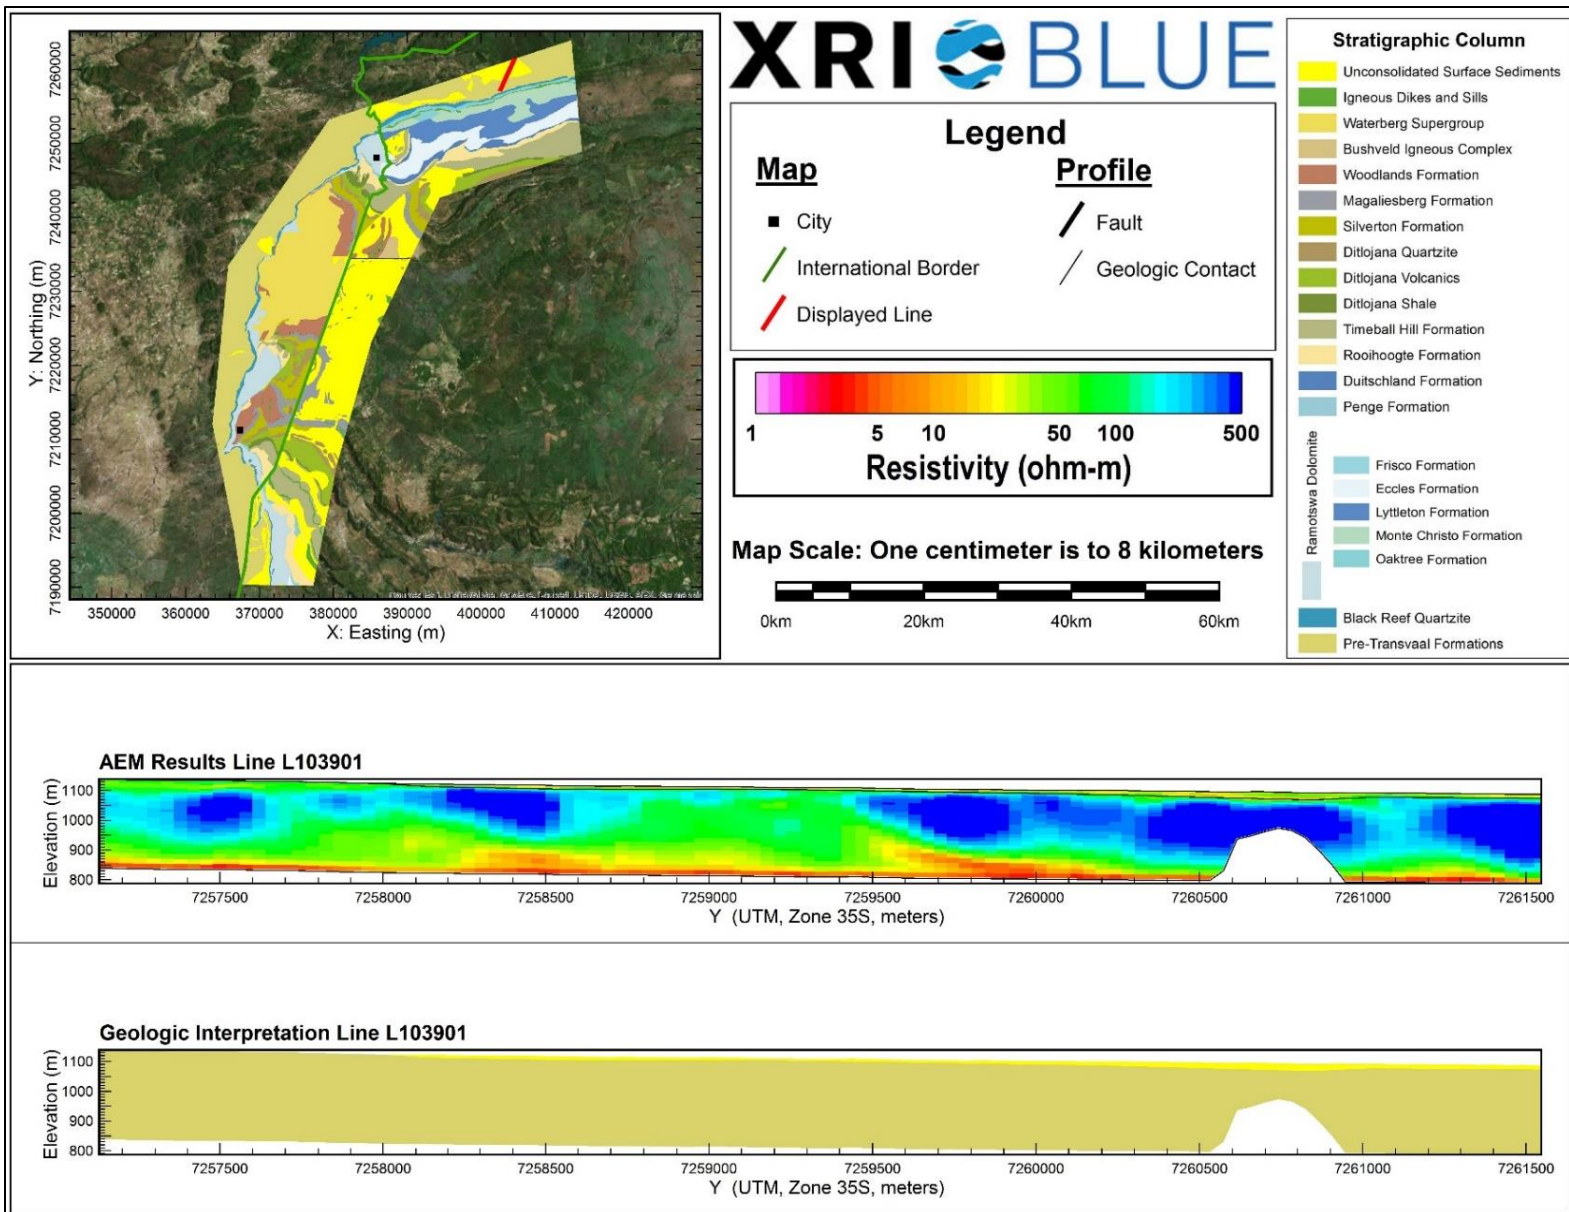 XRI BLUE
Y: Northing (m)
7260000
7250000
7240000
7230000
7220000
7210000
7200000
7190000
350000 360000 370000 380000 390000 400000 410000 420000
X: Easting (m)
Legend
Map
City
International Border
Displayed Line
Profile
Fault
Geologic Contact
1 5 10 50 100 500
Resistivity (ohm-m)
Map Scale: One centimeter is to 8 kilometers
0km 20km 40km 60km
Stratigraphic Column
Unconsolidated Surface Sediments
Igneous Dikes and Sills
Waterberg Supergroup
Bushveld Igneous Complex
Woodlands Formation
Magaliesberg Formation
Silverton Formation
Ditlojana Quartzite
Ditlojana Volcanics
Ditlojana Shale
Timeball Hill Formation
Rooihoogte Formation
Duitschland Formation
Penge Formation
Ramotswa Dolomite
Frisco Formation
Eccles Formation
Lyttleton Formation
Monte Christo Formation
Oaktree Formation
Black Reef Quartzite
Pre-Transvaal Formations
AEM Results Line L103901
Elevation (m)
1100
1000
900
800
7257500 7258000 7258500 7259000 7259500 7260000 7260500 7261000 7261500
Y (UTM, Zone 35S, meters)
Geologic Interpretation Line L103901
Elevation (m)
1100
1000
900
800
7257500 7258000 7258500 7259000 7259500 7260000 7260500 7261000 7261500
Y (UTM, Zone 35S, meters)